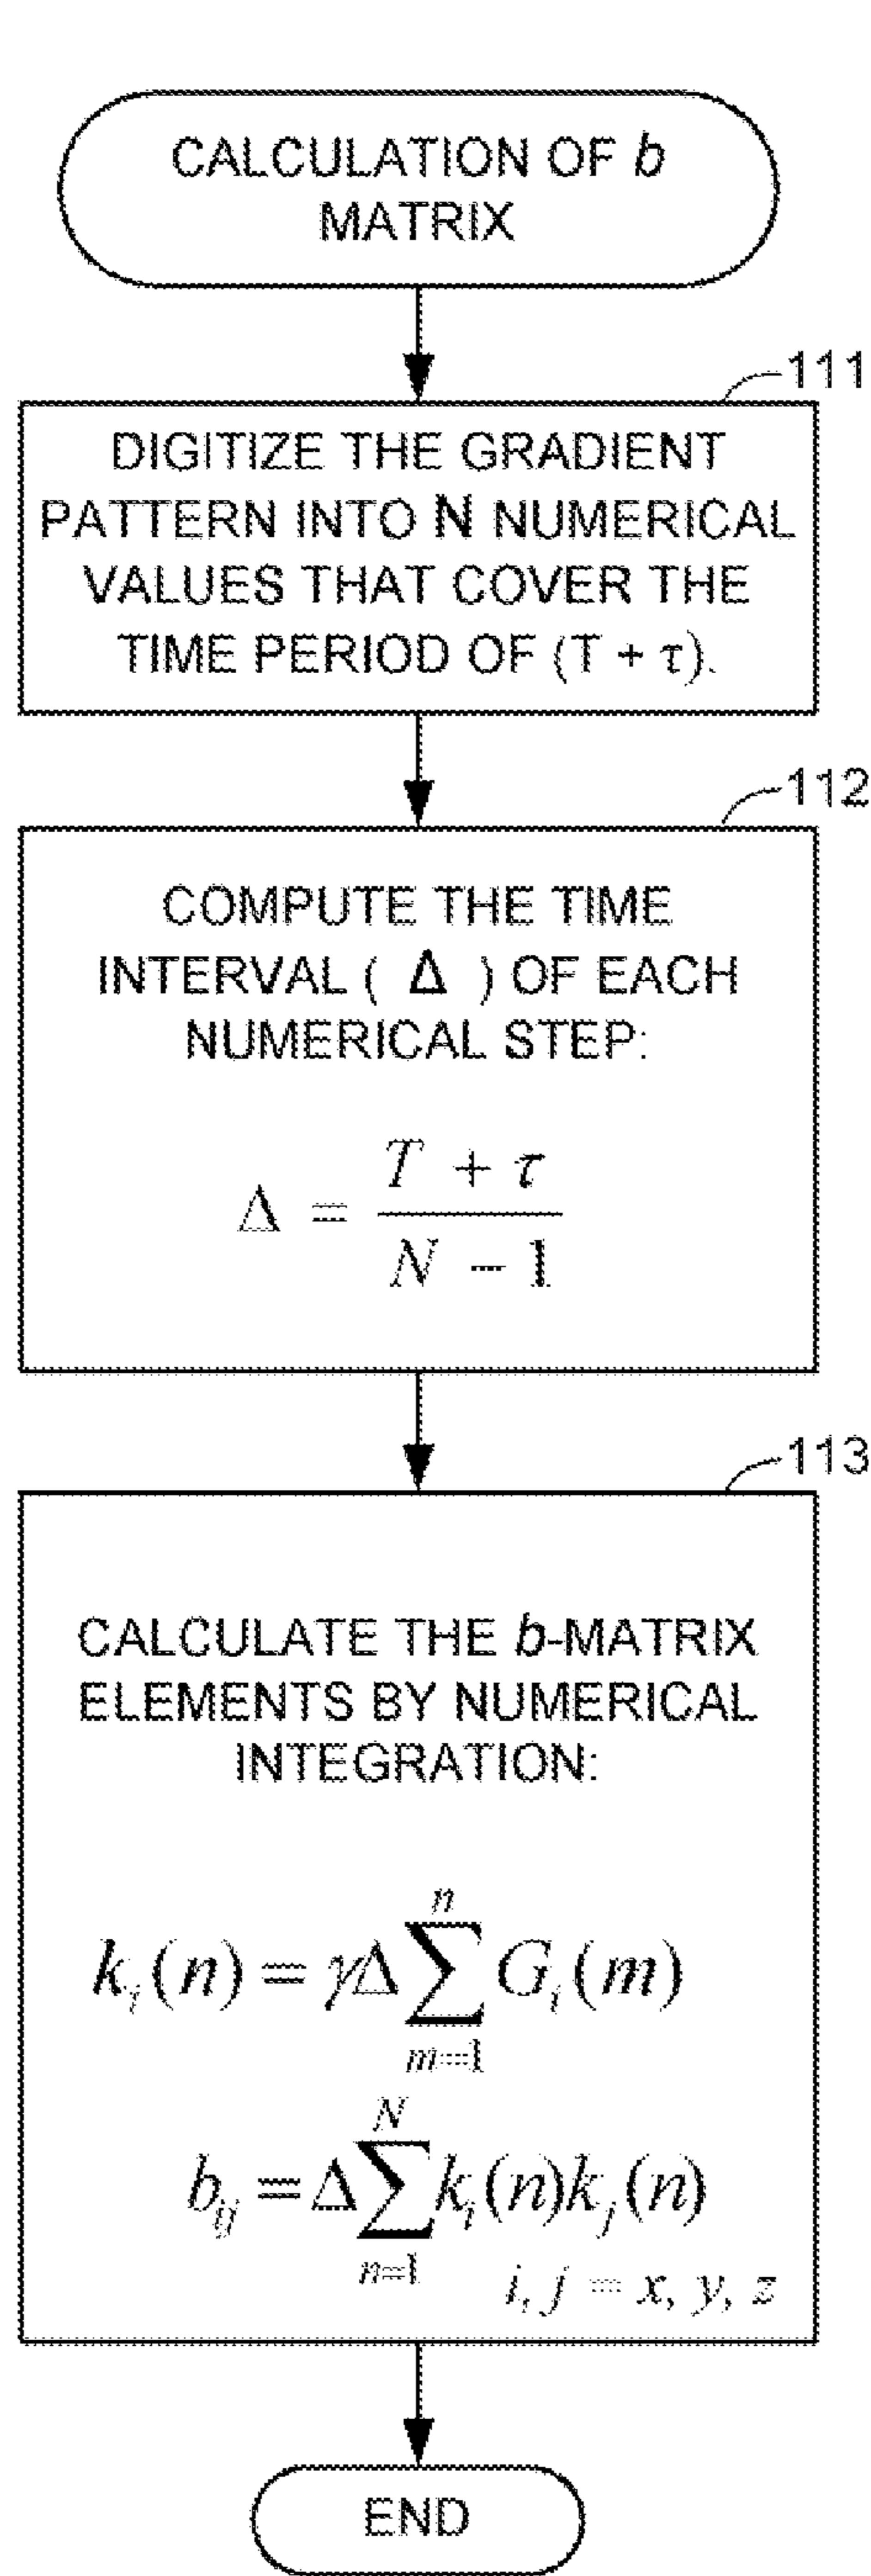 CALCULATION OF b
MATRIX
111
DIGITIZE THE GRADIENT
PATTERN INTO N NUMERICAL
VALUES THAT COVER THE
TIME PERIOD OF (T + τ).
112
COMPUTE THE TIME
INTERVAL ( Δ ) OF EACH
NUMERICAL STEP:
Δ = (T + τ) / (N − 1)
113
CALCULATE THE b-MATRIX
ELEMENTS BY NUMERICAL
INTEGRATION:
k_i(n) = γΔ ∑_{m=1}^{n} G_i(m)
b_ij = Δ ∑_{n=1}^{N} k_i(n)k_j(n)
i, j = x, y, z
END